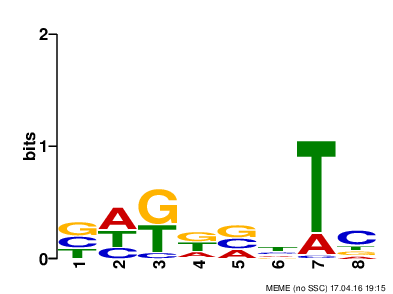 2
bits
1
0
G A G G G T T C
C T T T C C A T
T C C A A G C G
A
1 2 3 4 5 6 7 8
MEME (no SSC) 17.04.16 19:15